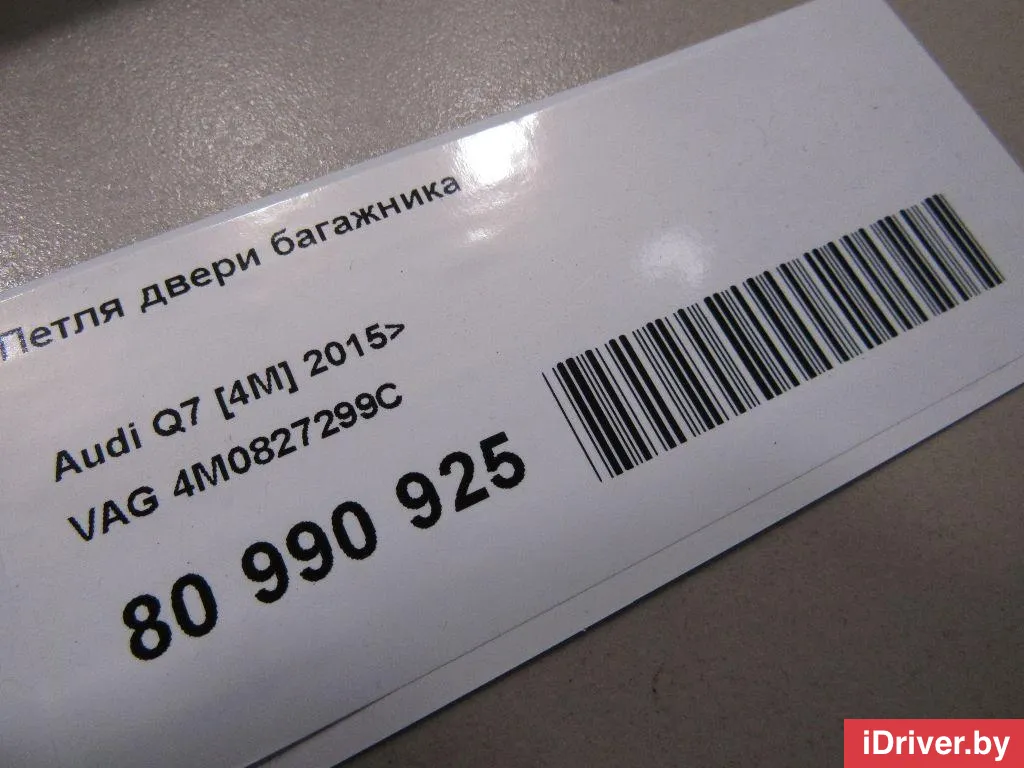 Петля двери багажника
Audi Q7 [4M] 2015>
VAG 4M0827299C
80 990 925
iDriver.by